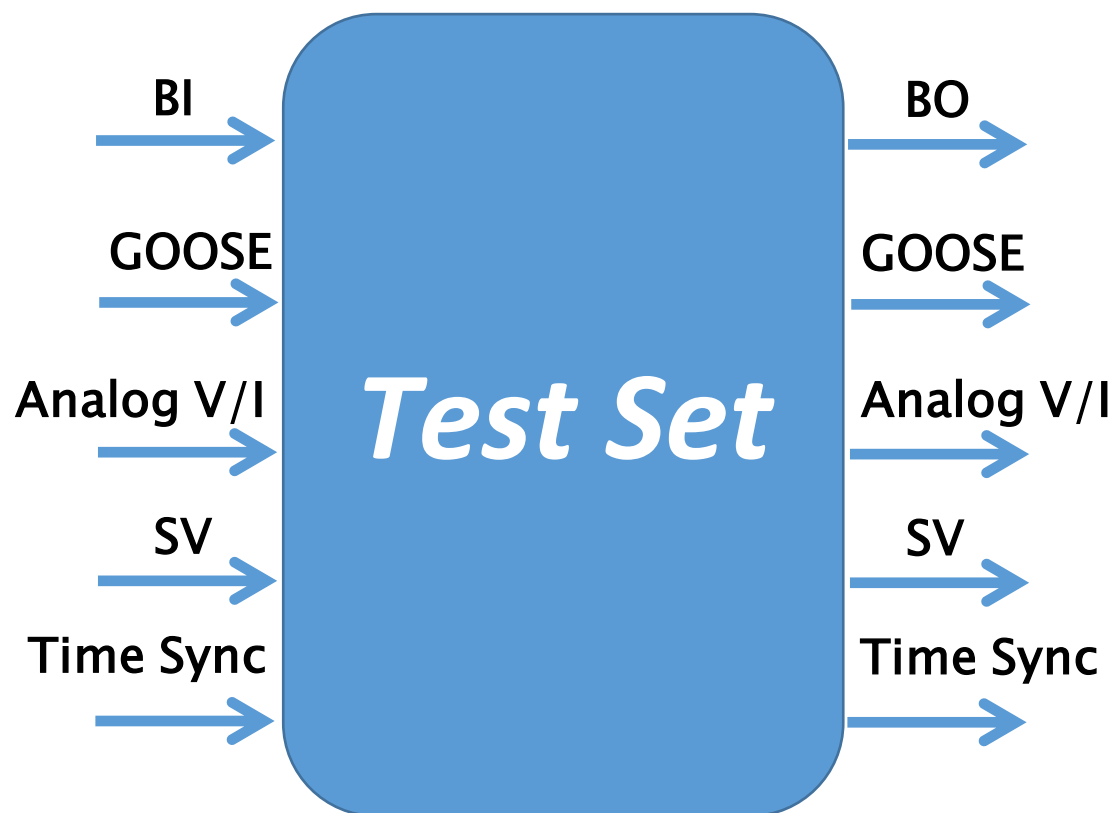 BI
BO
GOOSE
GOOSE
Analog V/I
Test Set
Analog V/I
SV
SV
Time Sync
Time Sync